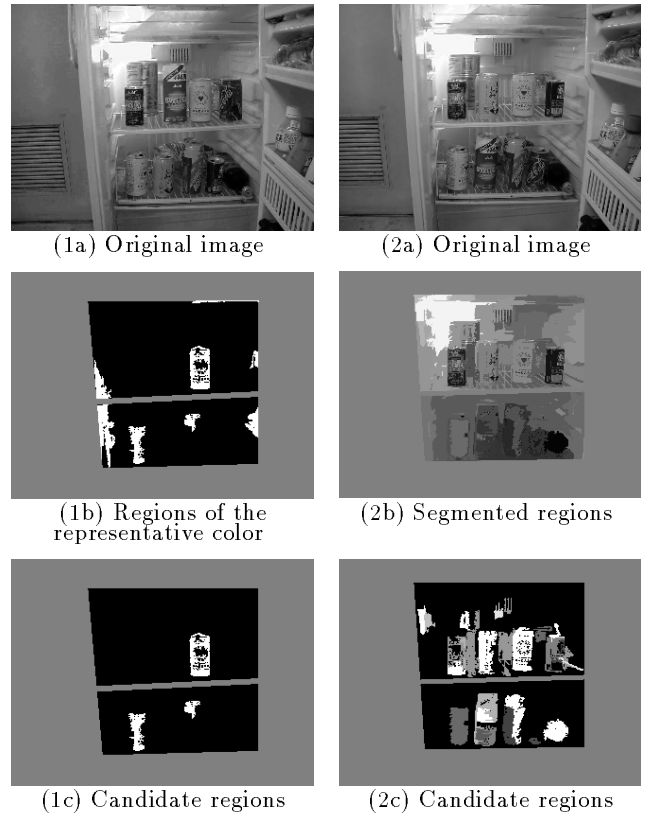 (1a) Original image
(2a) Original image
(1b) Regions of the
representative color
(2b) Segmented regions
(1c) Candidate regions
(2c) Candidate regions